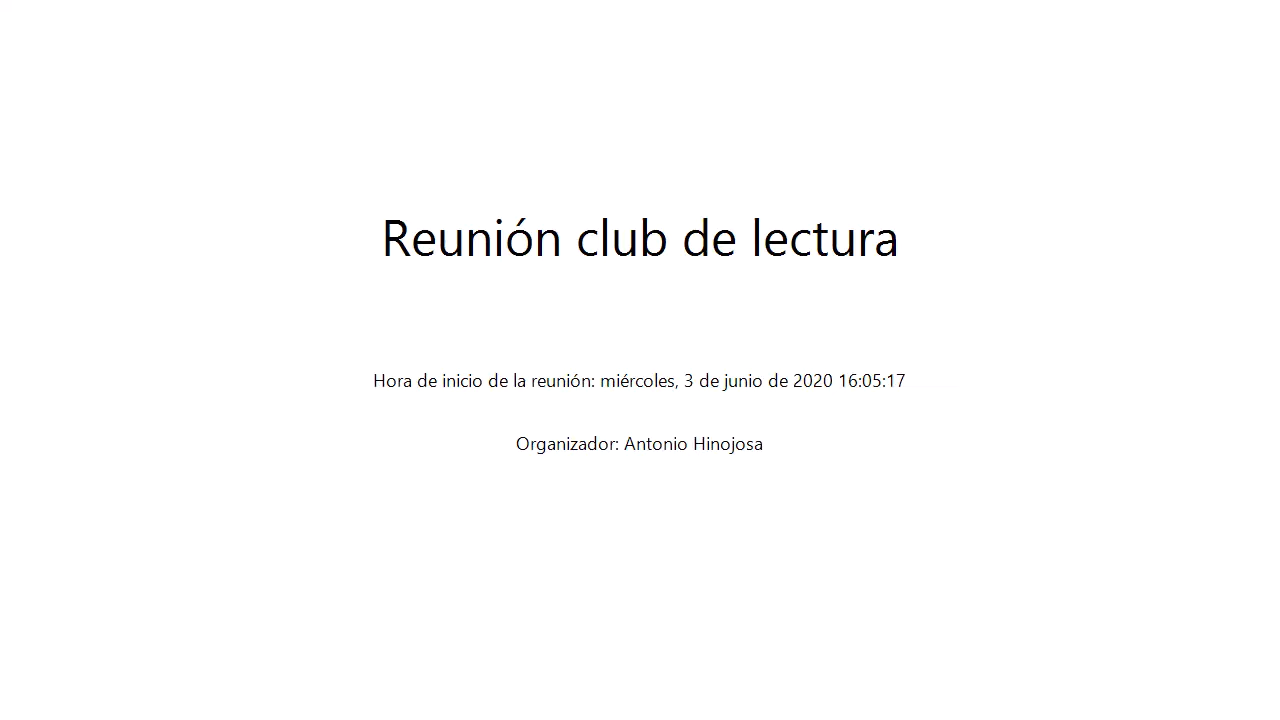 Reunión club de lectura
Hora de inicio de la reunión: miércoles, 3 de junio de 2020 16:05:17
Organizador: Antonio Hinojosa